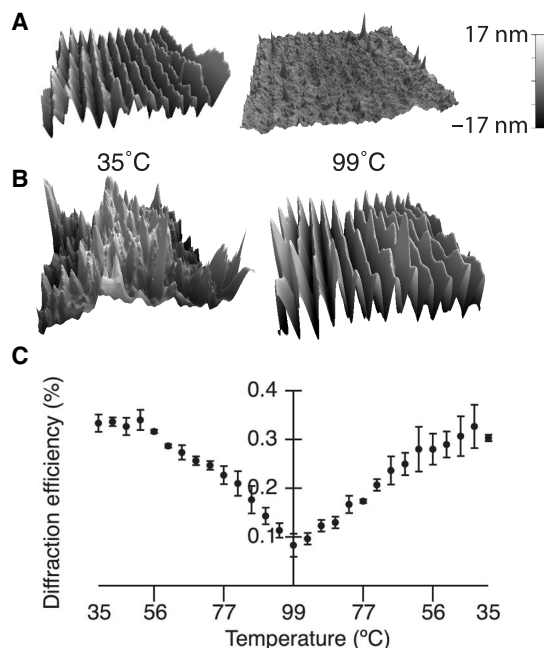 A
17 nm
−17 nm
35˚C
99˚C
B
C
Diffraction efficiency (%)
0.4
0.3
0.2
0.1
35
56
77
99
77
56
35
Temperature (ºC)